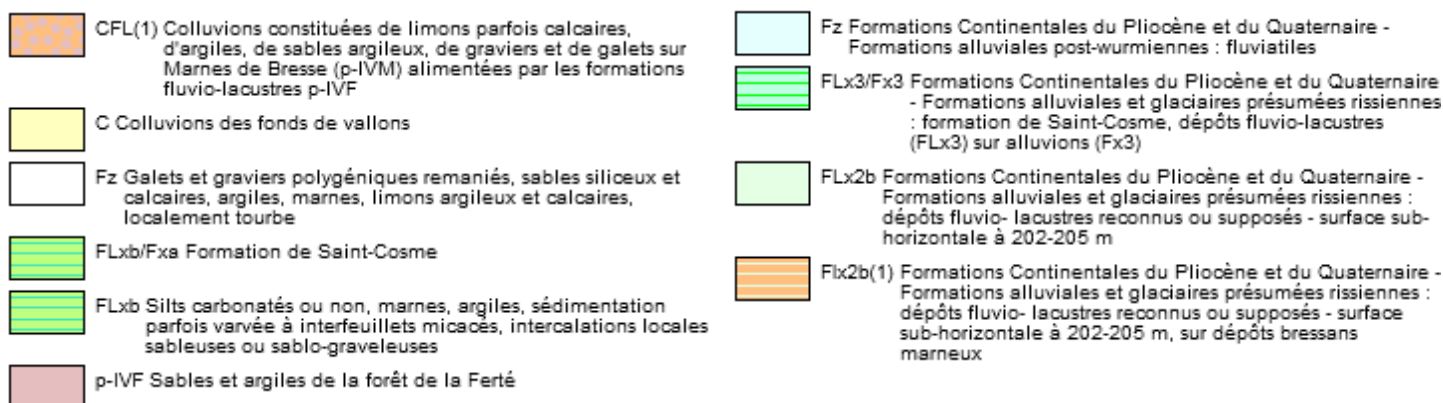 CFL(1) Colluvions constituées de limons parfois calcaires,
d'argiles, de sables argileux, de graviers et de galets sur
Marnes de Bresse (p-IVM) alimentées par les formations
fluvio-lacustres p-IVF
C Colluvions des fonds de vallons
Fz Galets et graviers polygéniques remaniés, sables siliceux et
calcaires, argiles, marnes, limons argileux et calcaires,
localement tourbe
FLxb/Fxa Formation de Saint-Cosme
FLxb Silts carbonatés ou non, marnes, argiles, sédimentation
parfois varvée à interfeuillets micacés, intercalations locales
sableuses ou sablo-graveleuses
p-IVF Sables et argiles de la forêt de la Ferté
Fz Formations Continentales du Pliocène et du Quaternaire -
Formations alluviales post-wurmiennes : fluviatiles
FLx3/Fx3 Formations Continentales du Pliocène et du Quaternaire
- Formations alluviales et glaciaires présumées rissiennes
: formation de Saint-Cosme, dépôts fluvio-lacustres
(FLx3) sur alluvions (Fx3)
FLx2b Formations Continentales du Pliocène et du Quaternaire -
Formations alluviales et glaciaires présumées rissiennes :
dépôts fluvio- lacustres reconnus ou supposés - surface sub-
horizontale à 202-205 m
Flx2b(1) Formations Continentales du Pliocène et du Quaternaire -
Formations alluviales et glaciaires présumées rissiennes :
dépôts fluvio- lacustres reconnus ou supposés - surface
sub-horizontale à 202-205 m, sur dépôts bressans
marneux